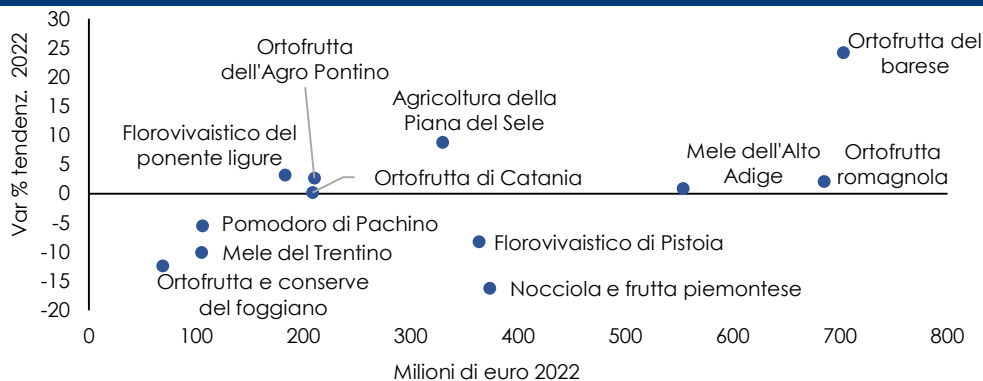 Var % tendenz. 2022
30
25
20
15
10
5
0
-5
-10
-15
-20
Ortofrutta
dell'Agro Pontino
Ortofrutta del
barese
Agricoltura della
Piana del Sele
Florovivaistico del
ponente ligure
Mele dell'Alto
Adige
Ortofrutta
romagnola
Ortofrutta di Catania
Pomodoro di Pachino
Mele del Trentino
Florovivaistico di Pistoia
Ortofrutta e conserve
del foggiano
Nocciola e frutta piemontese
0 100 200 300 400 500 600 700 800
Milioni di euro 2022